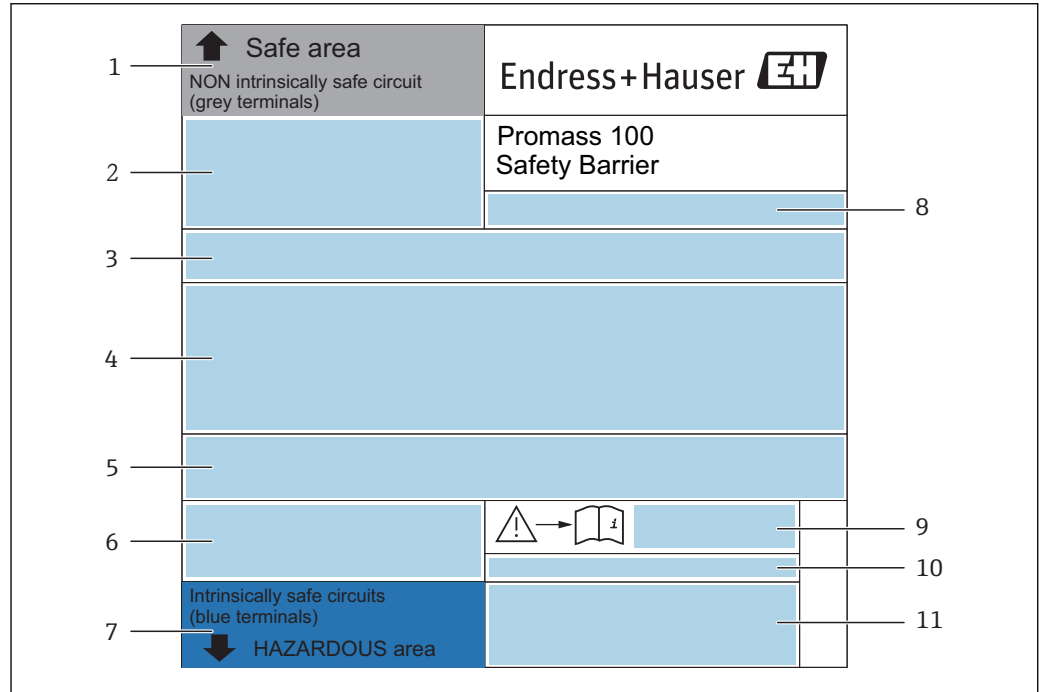 1
Safe area
NON intrinsically safe circuit
(grey terminals)
Endress+Hauser EH
Promass 100
Safety Barrier
2
8
3
4
5
6
i
9
10
Intrinsically safe circuits
(blue terminals)
7
HAZARDOUS area
11